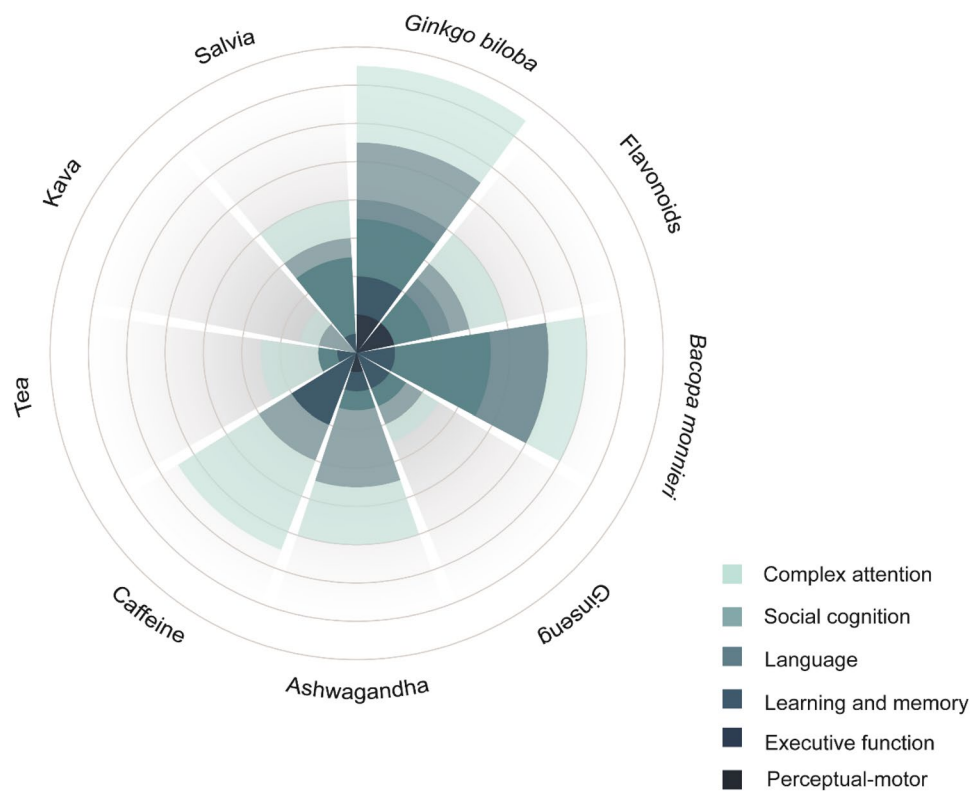 Salvia
Ginkgo biloba
Flavonoids
Kava
Bacopa monnieri
Tea
Ginseng
Caffeine
Ashwagandha
Complex attention
Social cognition
Language
Learning and memory
Executive function
Perceptual-motor